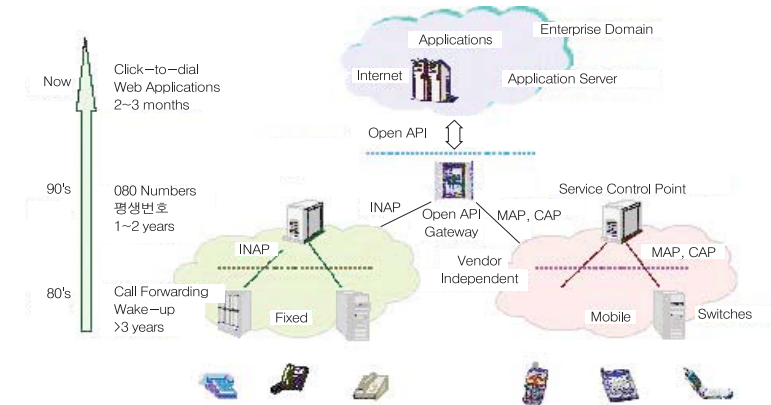 Applications
Enterprise Domain
Internet
Application Server
Now
Click-to-dial
Web Applications
2~3 months
Open API
90's
080 Numbers
평생번호
1~2 years
INAP
Open API
Gateway
MAP, CAP
Service Control Point
INAP
Vendor
Independent
MAP, CAP
80's
Call Forwarding
Wake-up
>3 years
Fixed
Mobile
Switches